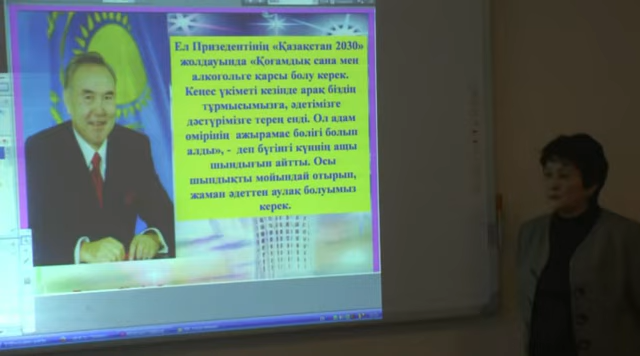 Ел Призедентінің «Қазақстан 2030»
жолдауында «Қоғамдық сана мен
алкогольге қарсы болу керек.
Кеңес үкіметі кезінде арақ біздің
тұрмысымызға, әдетімізге
дәстүрімізге терең енді. Ол адам
өмірінің ажырамас бөлігі болып
алды», - деп бүгінгі күннің ащы
шындығын айтты. Осы
шындықты мойындай отырып,
жаман әдеттен аулақ болуымыз
керек.